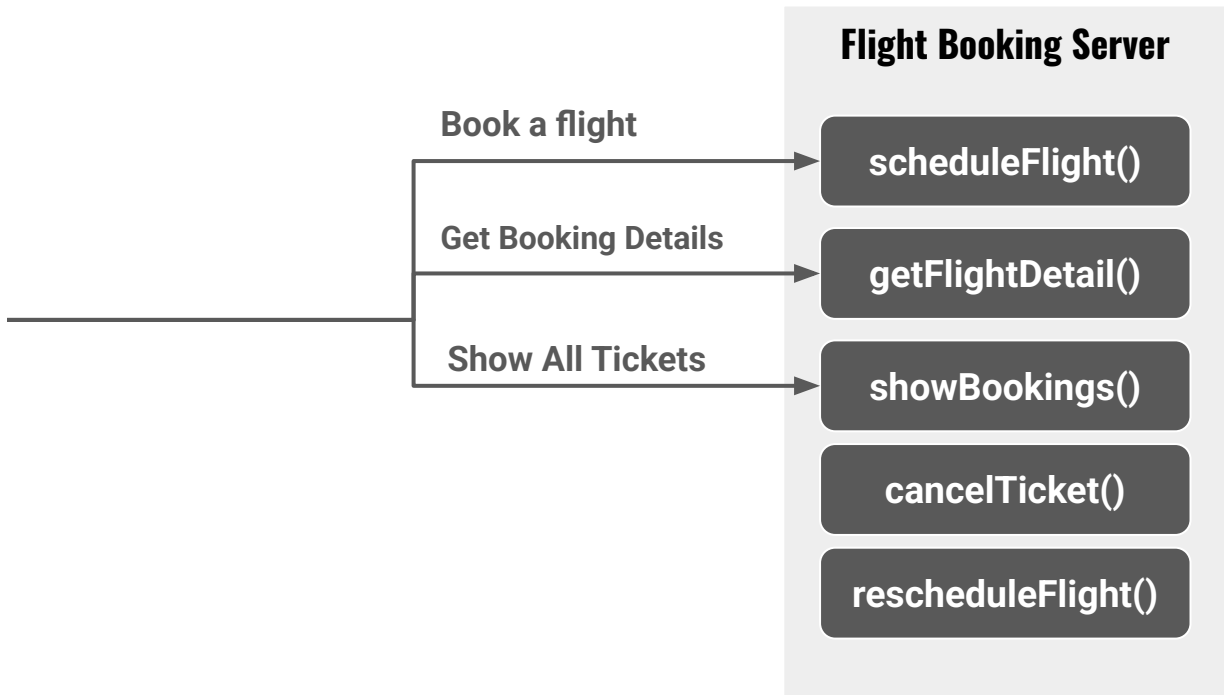 Flight Booking Server
Book a flight
scheduleFlight()
Get Booking Details
getFlightDetail()
Show All Tickets
showBookings()
cancelTicket()
rescheduleFlight()